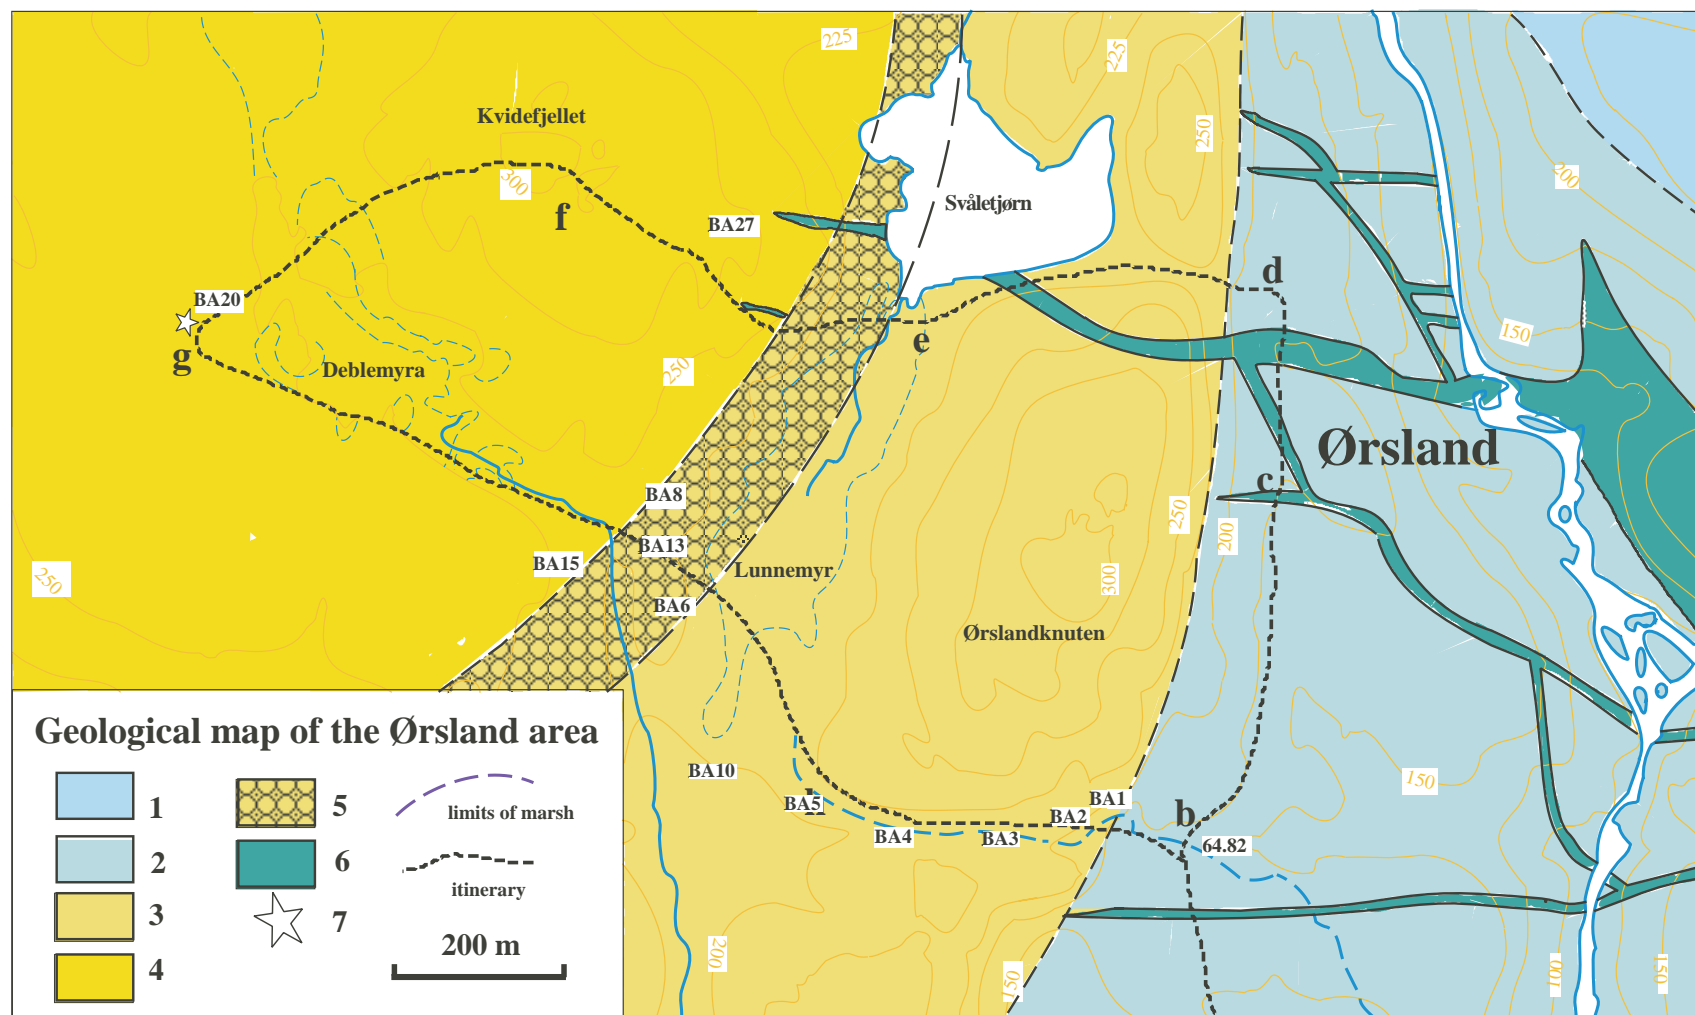 225
225
Kvidefjellet
250
200
300
Svåletjørn
f
BA27
d
BA20
150
e
g
Deblemyra
250
Ørsland
c
BA8
250
200
BA13
BA15
Lunnemyr
250
300
BA6
Ørslandknuten
Geological map of the Ørsland area
BA10
150
1
5
limits of marsh
BA5
BA1
BA2
b
BA4
BA3
64.82
2
6
itinerary
3
7
200 m
4
200
150
100
150